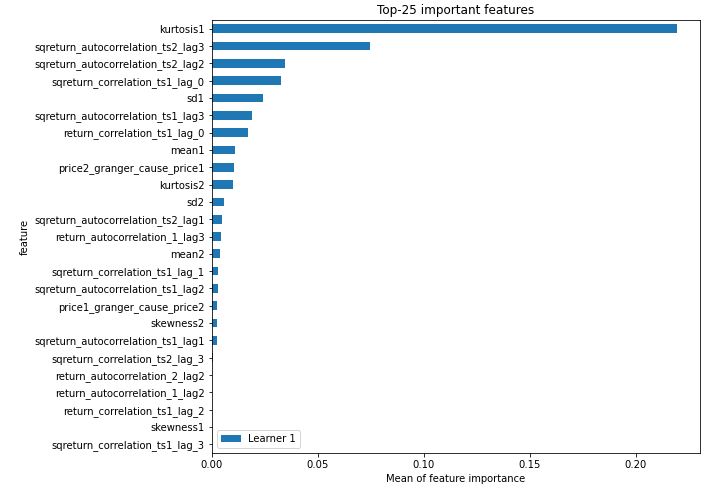 Top-25 important features
kurtosis1
sqreturn_autocorrelation_ts2_lag3
sqreturn_autocorrelation_ts2_lag2
sqreturn_correlation_ts1_lag_0
sd1
sqreturn_autocorrelation_ts1_lag3
return_correlation_ts1_lag_0
mean1
price2_granger_cause_price1
kurtosis2
sd2
sqreturn_autocorrelation_ts2_lag1
return_autocorrelation_1_lag3
mean2
sqreturn_correlation_ts1_lag_1
sqreturn_autocorrelation_ts1_lag2
price1_granger_cause_price2
skewness2
sqreturn_autocorrelation_ts1_lag1
sqreturn_correlation_ts2_lag_3
return_autocorrelation_2_lag2
return_autocorrelation_1_lag2
return_correlation_ts1_lag_2
skewness1
sqreturn_correlation_ts1_lag_3
feature
Learner 1
0.00 0.05 0.10 0.15 0.20
Mean of feature importance